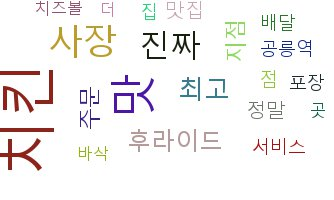 치즈볼
더
집
맛집
사장
진짜
지점
배달
공릉역
치킨
주문
맛
최고
점
포장
정말
곳
바삭
후라이드
서비스